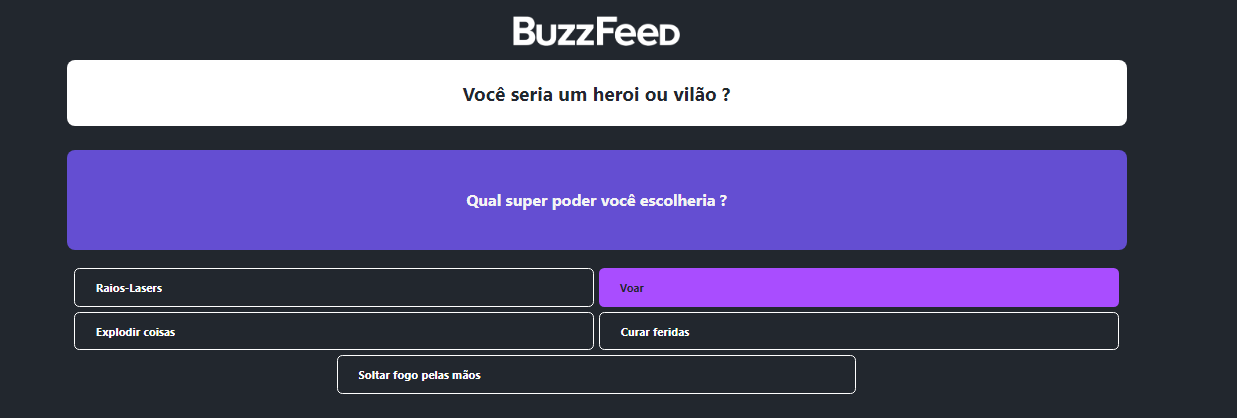 BuzzFeed
Você seria um heroi ou vilão ?
Qual super poder você escolheria ?
Raios-Lasers
Voar
Explodir coisas
Curar feridas
Soltar fogo pelas mãos